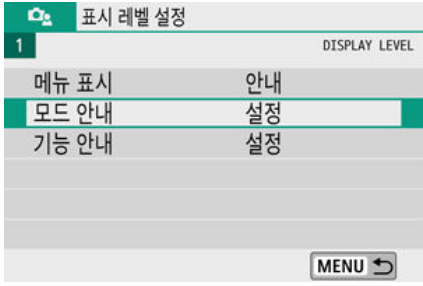 표시 레벨 설정
1 DISPLAY LEVEL
메뉴 표시 안내
모드 안내 설정
기능 안내 설정
MENU